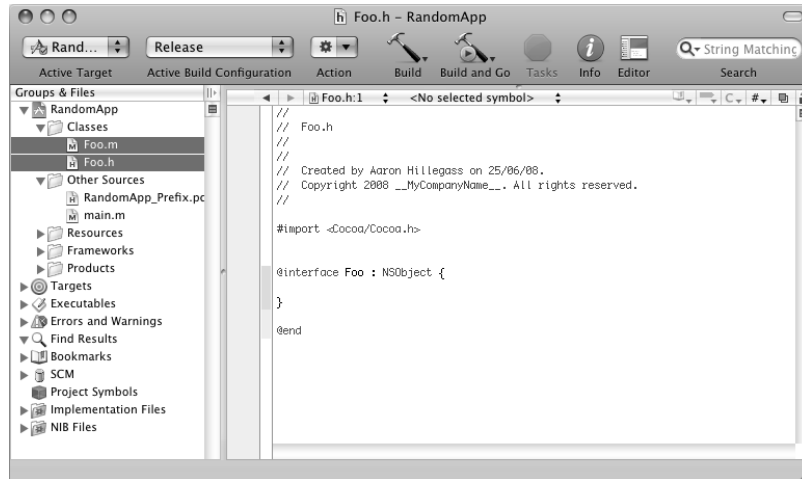 Foo.h – RandomApp
Rand... Release String Matching
Active Target Active Build Configuration Action Build Build and Go Tasks Info Editor Search
Groups & Files
RandomApp
Classes
Foo.m
Foo.h
Other Sources
RandomApp_Prefix.pc
main.m
Resources
Frameworks
Products
Targets
Executables
Errors and Warnings
Find Results
Bookmarks
SCM
Project Symbols
Implementation Files
NIB Files
Foo.h:1 <No selected symbol> C #
//
// Foo.h
//
//
// Created by Aaron Hillegass on 25/06/08.
// Copyright 2008 __MyCompanyName__. All rights reserved.
//
#import <Cocoa/Cocoa.h>
@interface Foo : NSObject {
}
@end